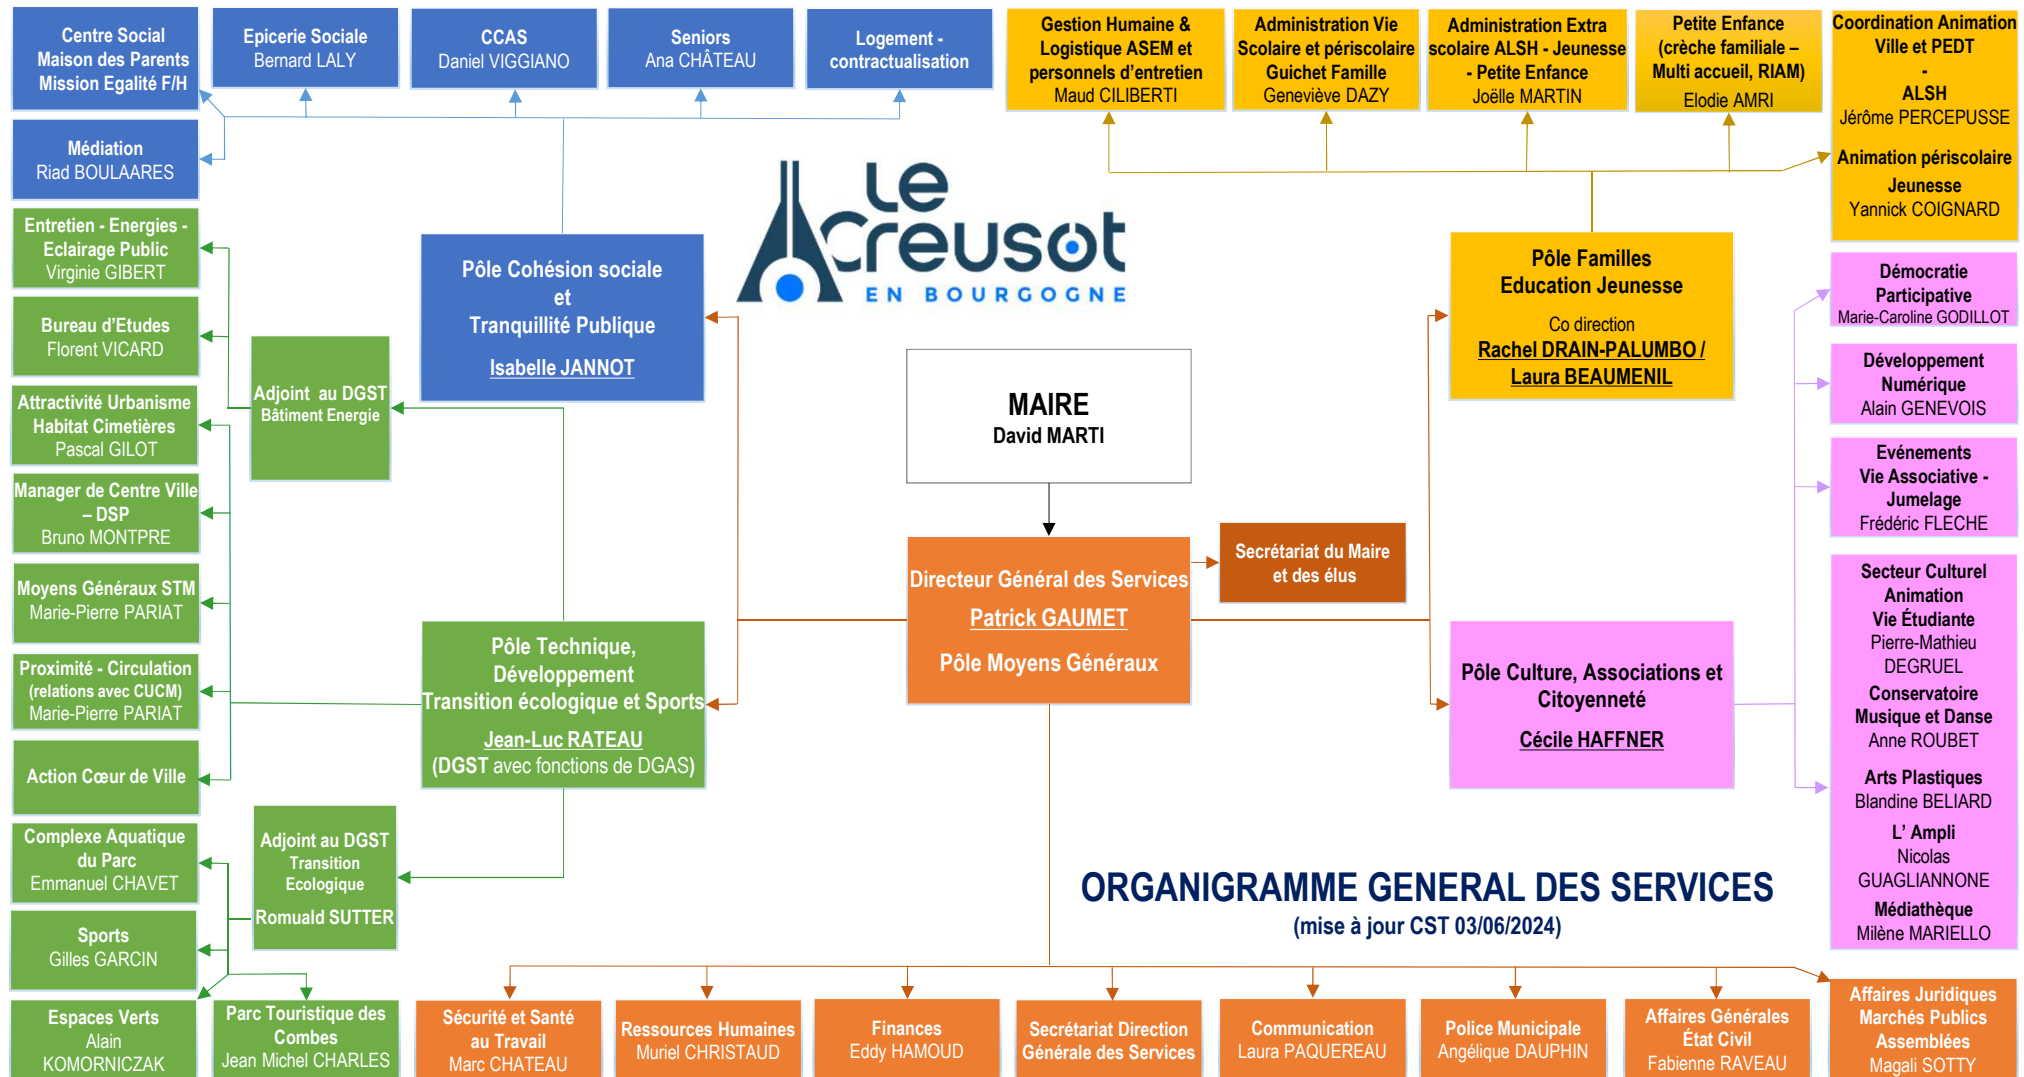 Centre Social
Maison des Parents
Mission Egalité F/H
Epicerie Sociale
Bernard LALY
CCAS
Daniel VIGGIANO
Seniors
Ana CHÂTEAU
Logement -
contractualisation
Gestion Humaine &
Logistique ASEM et
personnels d'entretien
Maud CILIBERTI
Administration Vie
Scolaire et périscolaire
Guichet Famille
Geneviève DAZY
Administration Extra
scolaire ALSH - Jeunesse
- Petite Enfance
Joëlle MARTIN
Petite Enfance
(crèche familiale –
Multi accueil, RIAM)
Elodie AMRI
Coordination Animation
Ville et PEDT
-
ALSH
Jérôme PERCEPUSSE
Animation périscolaire
Jeunesse
Yannick COIGNARD
Médiation
Riad BOULAARES
Entretien - Energies -
Eclairage Public
Virginie GIBERT
Bureau d'Etudes
Florent VICARD
Attractivité Urbanisme
Habitat Cimetières
Pascal GILOT
Manager de Centre Ville
– DSP
Bruno MONTPRE
Moyens Généraux STM
Marie-Pierre PARIAT
Proximité - Circulation
(relations avec CUCM)
Marie-Pierre PARIAT
Action Cœur de Ville
Complexe Aquatique
du Parc
Emmanuel CHAVET
Sports
Gilles GARCIN
Espaces Verts
Alain
KOMORNICZAK
Parc Touristique des
Combes
Jean Michel CHARLES
Adjoint au DGST
Bâtiment Energie
Adjoint au DGST
Transition
Ecologique
Romuald SUTTER
Pôle Cohésion sociale
et
Tranquillité Publique
Isabelle JANNOT
Pôle Technique,
Développement
Transition écologique et Sports
Jean-Luc RATEAU
(DGST avec fonctions de DGAS)
Le
Creusot
EN BOURGOGNE
MAIRE
David MARTI
Directeur Général des Services
Patrick GAUMET
Pôle Moyens Généraux
Secrétariat du Maire
et des élus
Pôle Familles
Education Jeunesse
Co direction
Rachel DRAIN-PALUMBO /
Laura BEAUMENIL
Pôle Culture, Associations et
Citoyenneté
Cécile HAFFNER
Démocratie
Participative
Marie-Caroline GODILLOT
Développement
Numérique
Alain GENEVOIS
Evénements
Vie Associative -
Jumelage
Frédéric FLECHE
Secteur Culturel
Animation
Vie Étudiante
Pierre-Mathieu
DEGRUEL
Conservatoire
Musique et Danse
Anne ROUBET
Arts Plastiques
Blandine BELIARD
L' Ampli
Nicolas
GUAGLIANNONE
Médiathèque
Milène MARIELLO
ORGANIGRAMME GENERAL DES SERVICES
(mise à jour CST 03/06/2024)
Sécurité et Santé
au Travail
Marc CHATEAU
Ressources Humaines
Muriel CHRISTAUD
Finances
Eddy HAMOUD
Secrétariat Direction
Générale des Services
Communication
Laura PAQUEREAU
Police Municipale
Angélique DAUPHIN
Affaires Générales
État Civil
Fabienne RAVEAU
Affaires Juridiques
Marchés Publics
Assemblées
Magali SOTTY